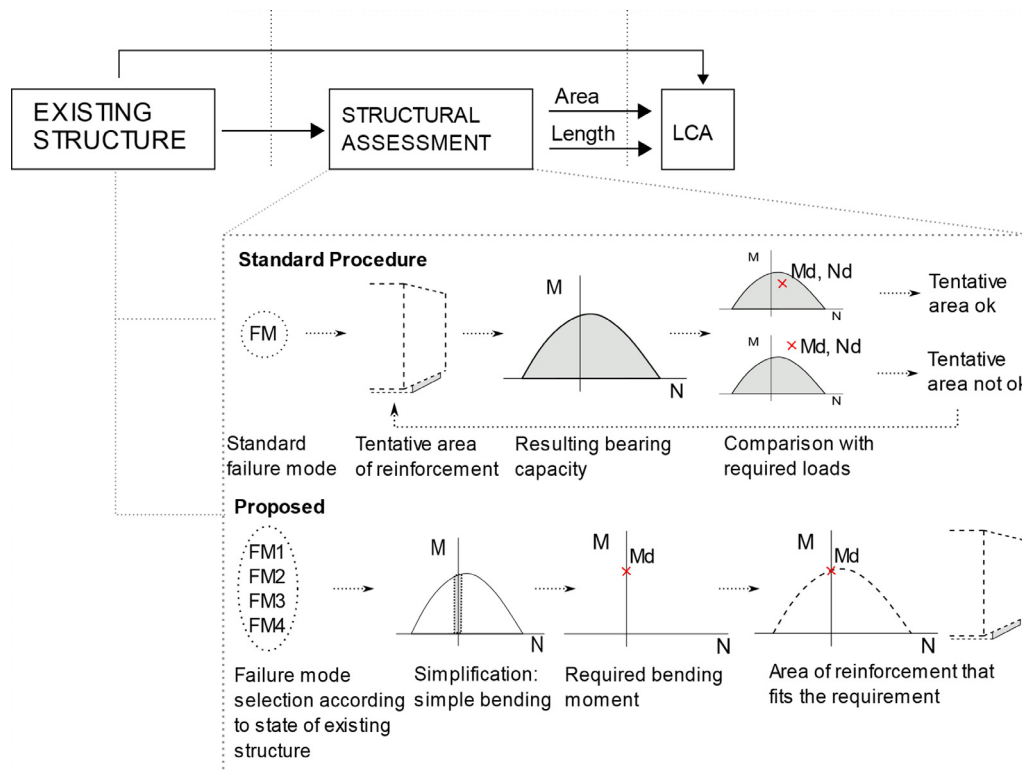 EXISTING
STRUCTURE
STRUCTURAL
ASSESSMENT
Area
Length
LCA
Standard Procedure
FM
M
N
M
Md, Nd
N
Tentative
area ok
M
Md, Nd
N
Tentative
area not ok
Standard
failure mode
Tentative area
of reinforcement
Resulting bearing
capacity
Comparison with
required loads
Proposed
FM1
FM2
FM3
FM4
M
N
M
Md
N
M
Md
N
Failure mode
selection according
to state of existing
structure
Simplification:
simple bending
Required bending
moment
Area of reinforcement that
fits the requirement